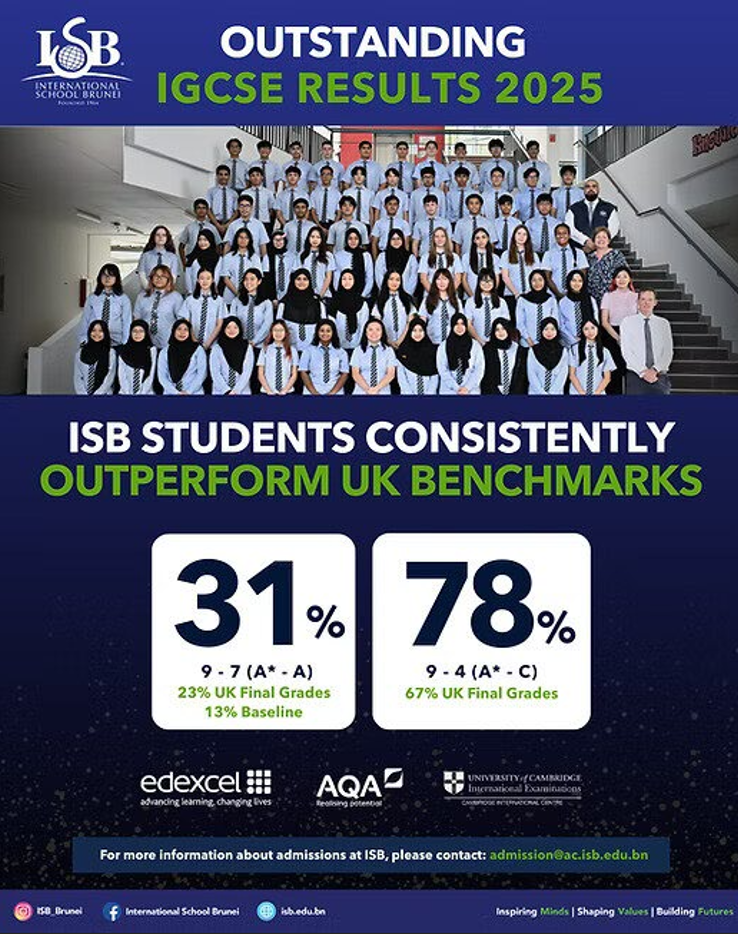 ISB
INTERNATIONAL
SCHOOL BRUNEI
FOUNDED 1964
OUTSTANDING
IGCSE RESULTS 2025
ISB STUDENTS CONSISTENTLY
OUTPERFORM UK BENCHMARKS
31%
9 - 7 (A* - A)
23% UK Final Grades
13% Baseline
78%
9 - 4 (A* - C)
67% UK Final Grades
edexcel
advancing learning, changing lives
AQA
Realising potential
UNIVERSITY of CAMBRIDGE
International Examinations
CAMBRIDGE INTERNATIONAL CENTRE
For more information about admissions at ISB, please contact: admission@ac.isb.edu.bn
ISB_Brunei
International School Brunei
isb.edu.bn
Inspiring Minds | Shaping Values | Building Futures